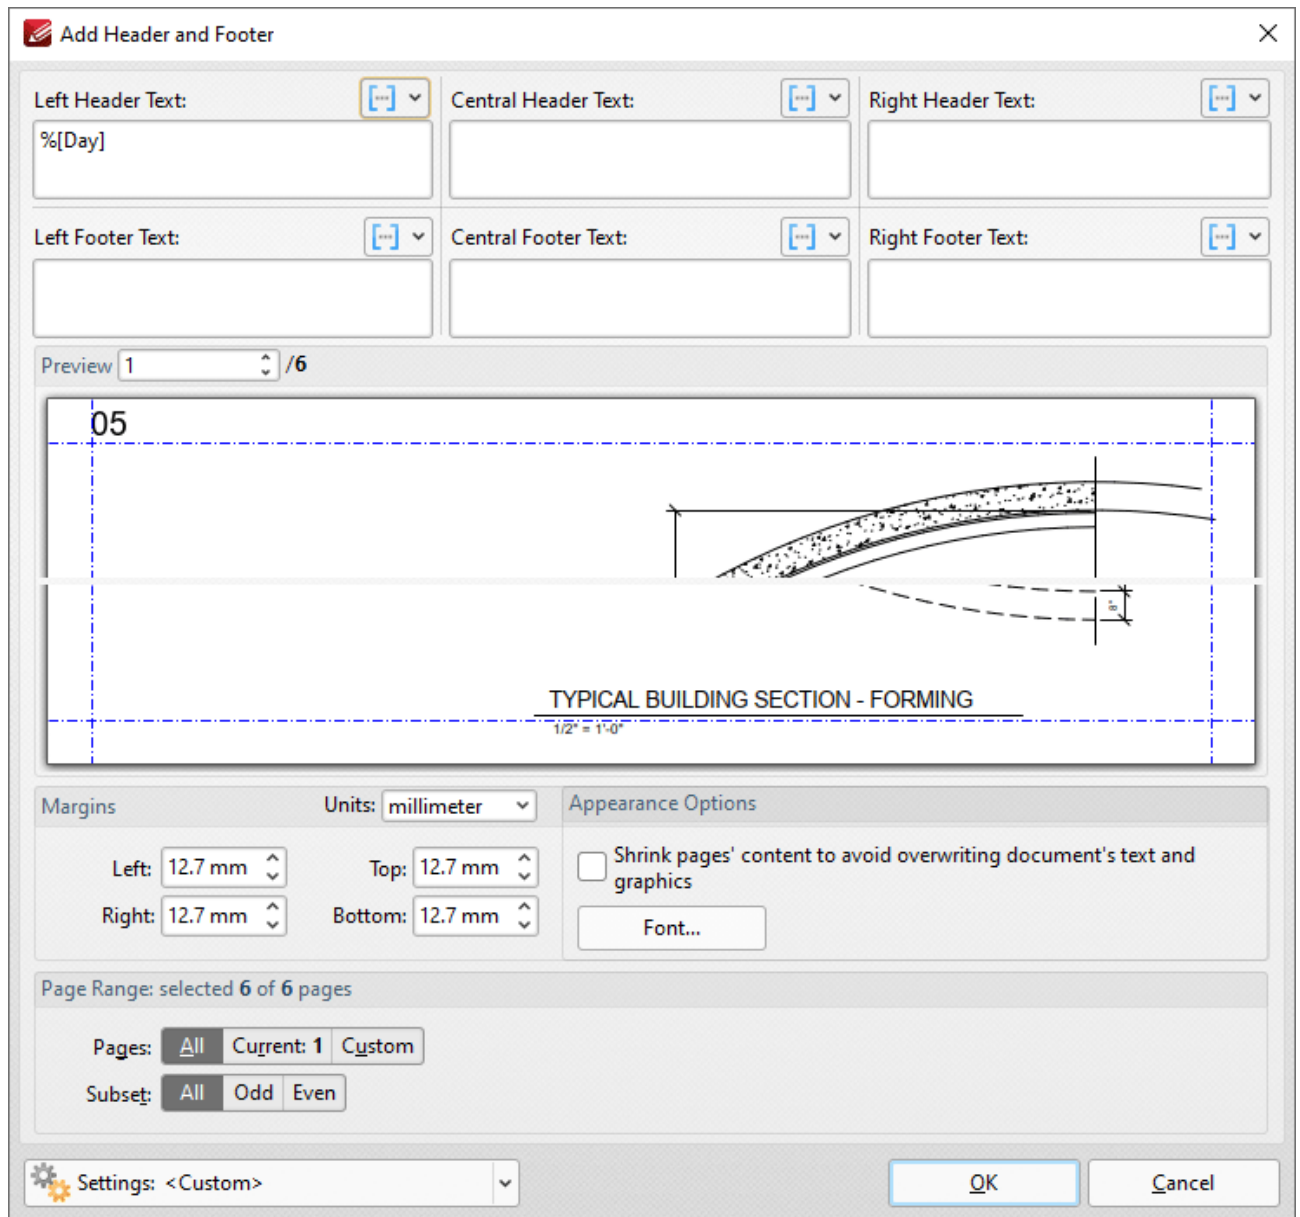 Add Header and Footer
Left Header Text:
Central Header Text:
Right Header Text:
%[Day]
Left Footer Text:
Central Footer Text:
Right Footer Text:
Preview 1 /6
05
8"
TYPICAL BUILDING SECTION - FORMING
1/2" = 1'-0"
Margins
Units: millimeter
Left: 12.7 mm
Top: 12.7 mm
Right: 12.7 mm
Bottom: 12.7 mm
Appearance Options
Shrink pages' content to avoid overwriting document's text and
graphics
Font...
Page Range: selected 6 of 6 pages
Pages: All Current: 1 Custom
Subset: All Odd Even
Settings: <Custom>
OK
Cancel